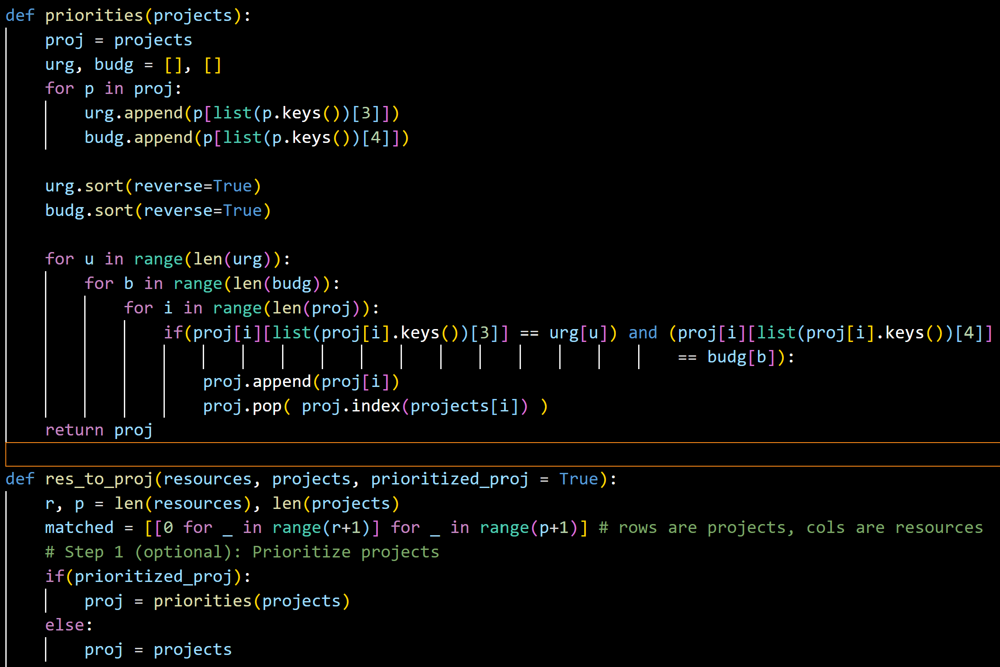 def priorities(projects):
    proj = projects
    urg, budg = [], []
    for p in proj:
        urg.append(p[list(p.keys())[3]])
        budg.append(p[list(p.keys())[4]])

    urg.sort(reverse=True)
    budg.sort(reverse=True)

    for u in range(len(urg)):
        for b in range(len(budg)):
            for i in range(len(proj)):
                if(proj[i][list(proj[i].keys())[3]] == urg[u]) and (proj[i][list(proj[i].keys())[4]]
                                                                    == budg[b]):
                    proj.append(proj[i])
                    proj.pop( proj.index(projects[i]) )
    return proj

def res_to_proj(resources, projects, prioritized_proj = True):
    r, p = len(resources), len(projects)
    matched = [[0 for _ in range(r+1)] for _ in range(p+1)] # rows are projects, cols are resources
    # Step 1 (optional): Prioritize projects
    if(prioritized_proj):
        proj = priorities(projects)
    else:
        proj = projects